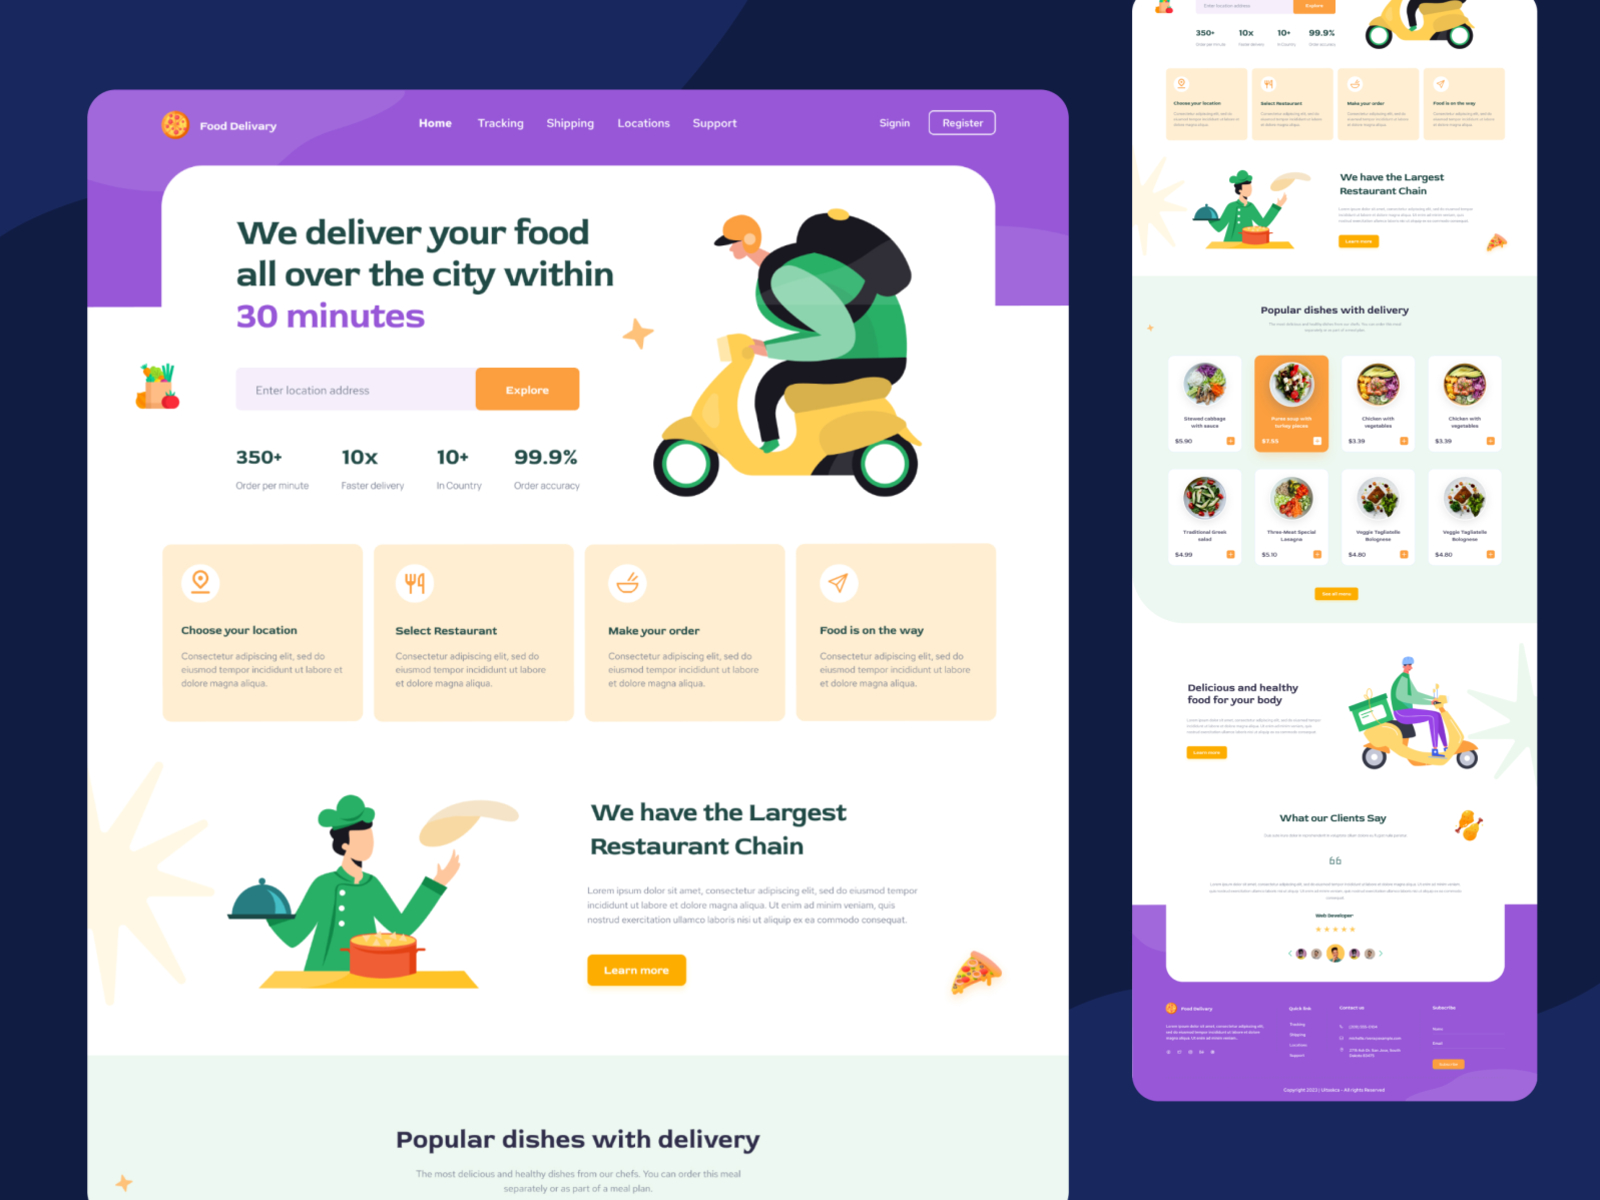 Food Delivary
Home Tracking Shipping Locations Support
Signin Register
We deliver your food
all over the city within
30 minutes
Enter location address Explore
350+ 10x 10+ 99.9%
Order per minute Faster delivery In Country Order accuracy
Choose your location
Consectetur adipiscing elit, sed do
eiusmod tempor incididunt ut labore et
dolore magna aliqua.
Select Restaurant
Consectetur adipiscing elit, sed do
eiusmod tempor incididunt ut labore
et dolore magna aliqua.
Make your order
Consectetur adipiscing elit, sed do
eiusmod tempor incididunt ut labore
et dolore magna aliqua.
Food is on the way
Consectetur adipiscing elit, sed do
eiusmod tempor incididunt ut labore
et dolore magna aliqua.
We have the Largest
Restaurant Chain
Lorem ipsum dolor sit amet, consectetur adipiscing elit, sed do eiusmod tempor
incididunt ut labore et dolore magna aliqua. Ut enim ad minim veniam, quis
nostrud exercitation ullamco laboris nisi ut aliquip ex ea commodo consequat.
Learn more
Popular dishes with delivery
The most delicious and healthy dishes from our chefs. You can order this meal
separately or as part of a meal plan.
Enter location address Explore
350+ 10x 10+ 99.9%
Order per minute Faster delivery In Country Order accuracy
Choose your location Select Restaurant Make your order Food is on the way
We have the Largest
Restaurant Chain
Learn more
Popular dishes with delivery
Stewed cabbage
with sauce
$5.90
Puree soup with
turkey pieces
$7.55
Chicken with
vegetables
$3.39
Chicken with
vegetables
$3.39
Traditional Greek
salad
$4.99
Three-Meat Special
Lasagne
$5.10
Veggie Tagliatelle
Bolognese
$4.80
Veggie Tagliatelle
Bolognese
$4.80
See all menu
Delicious and healthy
food for your body
Learn more
What our Clients Say
Web Developer
Food Delivary
Quick link
Tracking
Shipping
Locations
Support
Contact us
Subscribe
Name
Email
Subscribe